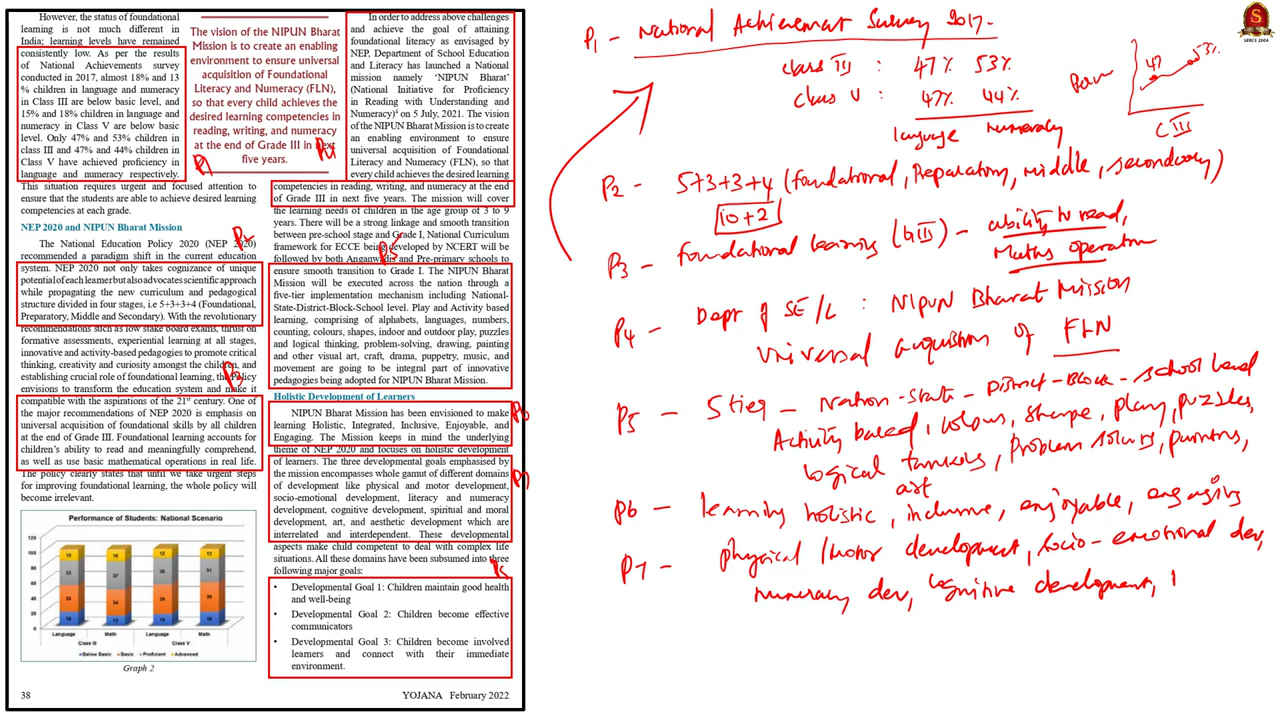 However, the status of foundational
learning is not much different in
India; learning levels have remained
consistently low. As per the results
of National Achievements survey
conducted in 2017, almost 18% and 13
% children in language and numeracy
in Class III are below basic level, and
15% and 18% children in language and
numeracy in Class V are below basic
level. Only 47% and 53% children in
class III and 47% and 44% children in
Class V have achieved proficiency in
language and numeracy respectively.
This situation requires urgent and focused attention to
ensure that the students are able to achieve desired learning
competencies at each grade.
NEP 2020 and NIPUN Bharat Mission
The National Education Policy 2020 (NEP 2020)
recommended a paradigm shift in the current education
system. NEP 2020 not only takes cognizance of unique
potential of each learner but also advocates scientific approach
while propagating the new curriculum and pedagogical
structure divided in four stages, i.e 5+3+3+4 (Foundational,
Preparatory, Middle and Secondary). With the revolutionary
recommendations such as low stake board exams, thrust on
formative assessments, experiential learning at all stages,
innovative and activity-based pedagogies to promote critical
thinking, creativity and curiosity amongst the children, and
establishing crucial role of foundational learning, the Policy
envisions to transform the education system and make it
compatible with the aspirations of the 21st century. One of
the major recommendations of NEP 2020 is emphasis on
universal acquisition of foundational skills by all children
at the end of Grade III. Foundational learning accounts for
children's ability to read and meaningfully comprehend,
as well as use basic mathematical operations in real life.
The policy clearly states that until we take urgent steps
for improving foundational learning, the whole policy will
become irrelevant.
Performance of Students: National Scenario
120
100
80
60
40
20
0
15 16 12 13
32 37 35 31
35 34 38
18 13 15 18
Language Math Language Math
Class III Class V
Below Basic Basic Proficient Advanced
Graph 2
The vision of the NIPUN Bharat
Mission is to create an enabling
environment to ensure universal
acquisition of Foundational
Literacy and Numeracy (FLN),
so that every child achieves the
desired learning competencies in
reading, writing, and numeracy
at the end of Grade III in next
five years.
In order to address above challenges
and achieve the goal of attaining
foundational literacy as envisaged by
NEP, Department of School Education
and Literacy has launched a National
mission namely 'NIPUN Bharat'
(National Initiative for Proficiency
in Reading with Understanding and
Numeracy)4 on 5 July, 2021. The vision
of the NIPUN Bharat Mission is to create
an enabling environment to ensure
universal acquisition of Foundational
Literacy and Numeracy (FLN), so that
every child achieves the desired learning
competencies in reading, writing, and numeracy at the end
of Grade III in next five years. The mission will cover
the learning needs of children in the age group of 3 to 9
years. There will be a strong linkage and smooth transition
between pre-school stage and Grade I, National Curriculum
framework for ECCE being developed by NCERT will be
followed by both Anganwadis and Pre-primary schools to
ensure smooth transition to Grade I. The NIPUN Bharat
Mission will be executed across the nation through a
five-tier implementation mechanism including National-
State-District-Block-School level. Play and Activity based
learning, comprising of alphabets, languages, numbers,
counting, colours, shapes, indoor and outdoor play, puzzles
and logical thinking, problem-solving, drawing, painting
and other visual art, craft, drama, puppetry, music, and
movement are going to be integral part of innovative
pedagogies being adopted for NIPUN Bharat Mission.
Holistic Development of Learners
NIPUN Bharat Mission has been envisioned to make
learning Holistic, Integrated, Inclusive, Enjoyable, and
Engaging. The Mission keeps in mind the underlying
theme of NEP 2020 and focuses on holistic development
of learners. The three developmental goals emphasised by
the mission encompasses whole gamut of different domains
of development like physical and motor development,
socio-emotional development, literacy and numeracy
development, cognitive development, spiritual and moral
development, art, and aesthetic development which are
interrelated and interdependent. These developmental
aspects make child competent to deal with complex life
situations. All these domains have been subsumed into three
following major goals:
• Developmental Goal 1: Children maintain good health
and well-being
• Developmental Goal 2: Children become effective
communicators
• Developmental Goal 3: Children become involved
learners and connect with their immediate
environment.
38
YOJANA February 2022
P1
P4
P2
P5
P3
P6
P7
P1 - National Achievement Survey 2017.
Class III : 47% 53%
Class V : 47% 44%
language numeracy
47
53%
C III
P2 - 5+3+3+4 (foundational, Preparatory, middle, secondary)
10+2
P3 - foundational learning (GIII) - ability to read,
Maths operation
P4 - Dept of SE/L : NIPUN Bharat Mission
Universal acquisition of FLN
P5 - 5 tier - Nation-State-District-Block-School level
Activity based, colour, shape, play, puzzles,
logical, problem solving,
art
P6 - learning holistic, inclusive, enjoyable, engaging
P7 - physical/motor development, socio-emotional dev,
numeracy dev, cognitive development,
SINCE 2004